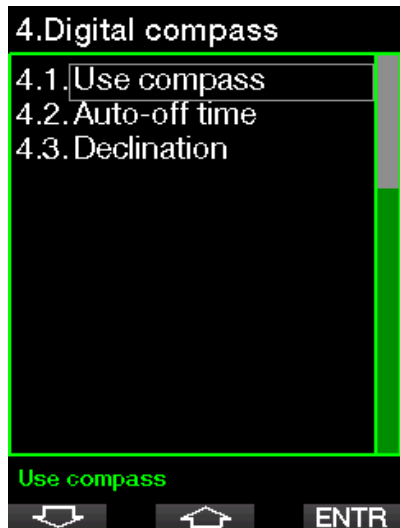 4.Digital compass
4.1.Use compass
4.2.Auto-off time
4.3.Declination
Use compass
ENTR